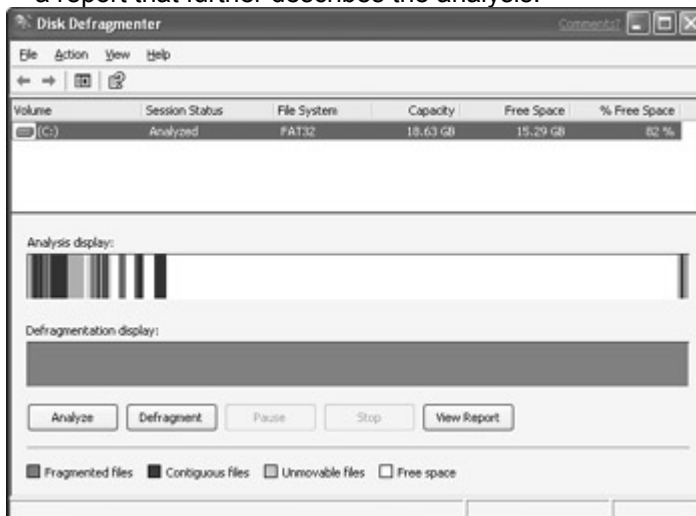 a report that further describes the analysis.
Disk Defragmenter Comments?
File Action View Help
Volume Session Status File System Capacity Free Space % Free Space
(C:) Analyzed FAT32 18.63 GB 15.29 GB 82 %
Analysis display:
Defragmentation display:
Analyze Defragment Pause Stop View Report
Fragmented files Contiguous files Unmovable files Free space